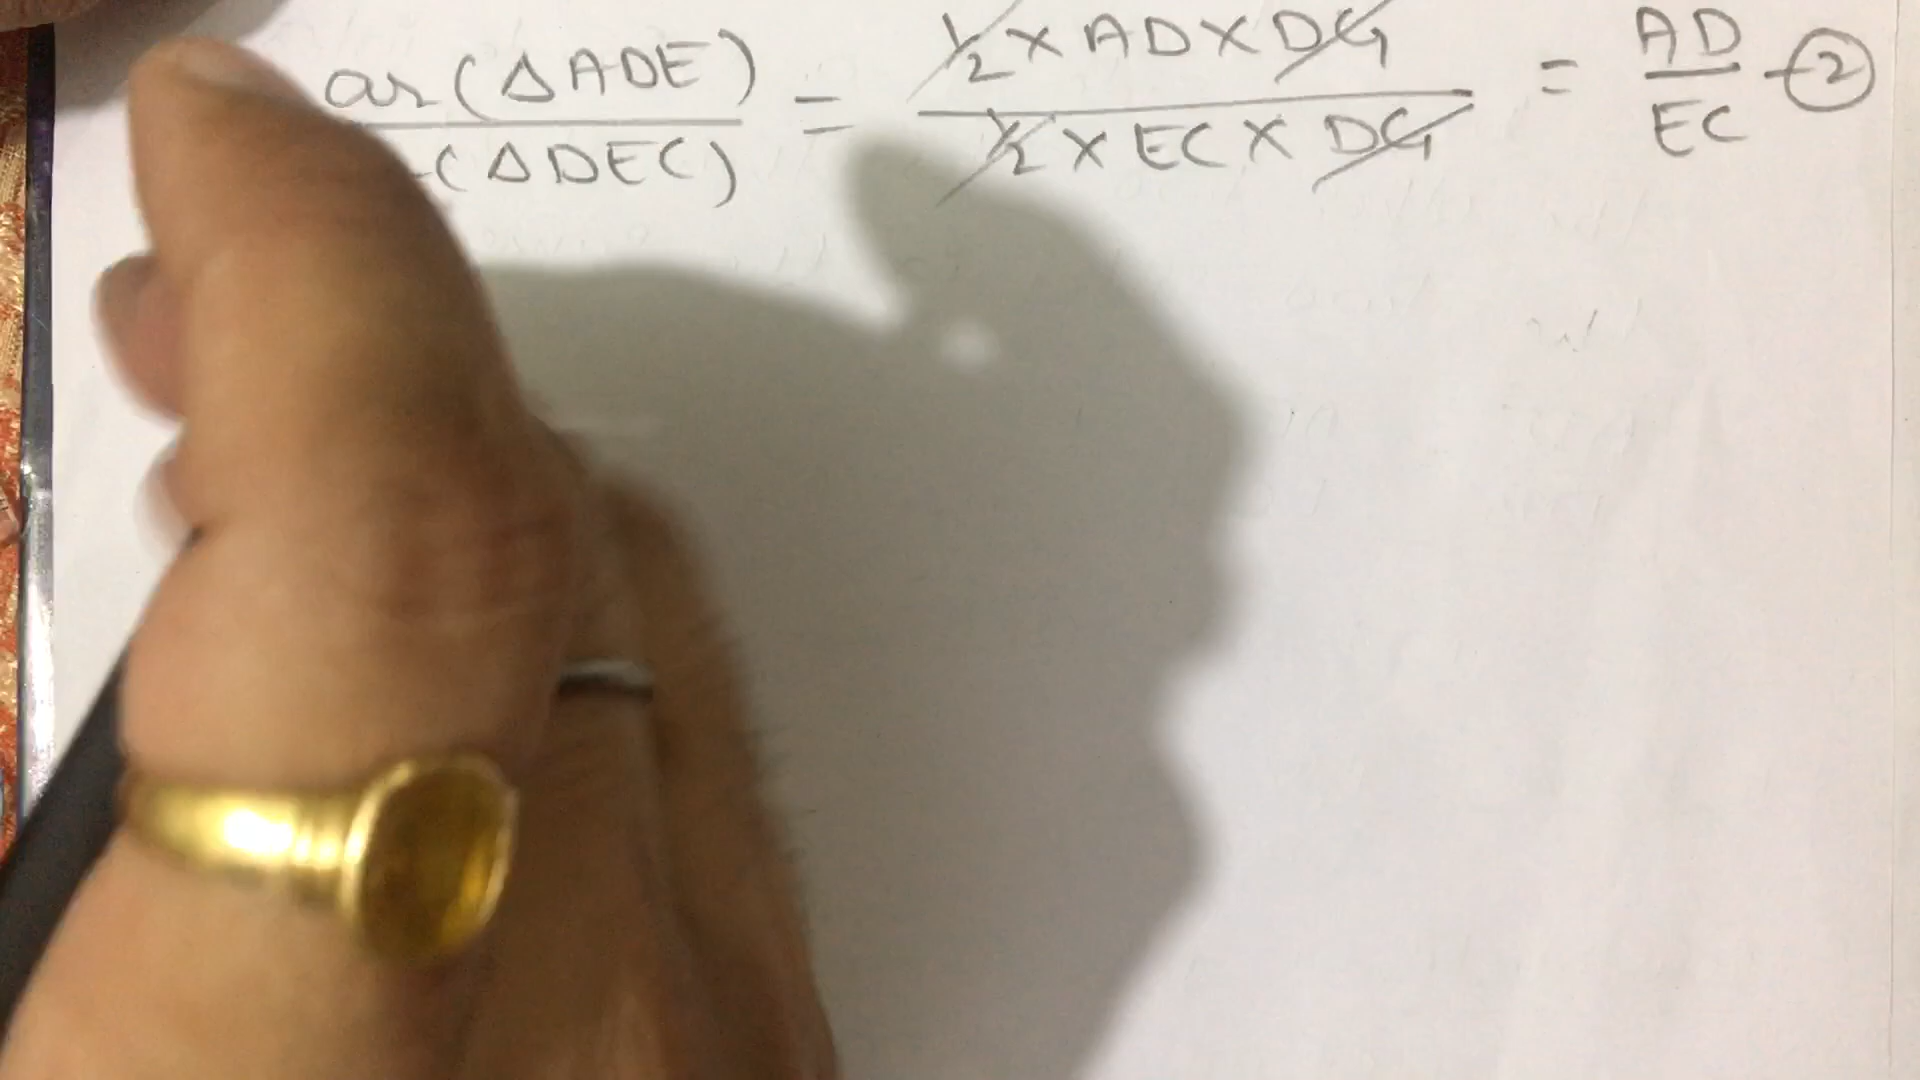 ar(ΔADE) / (ΔDEC) = 1/2 × AD × DG / 1/2 × EC × DG = AD / EC - ②